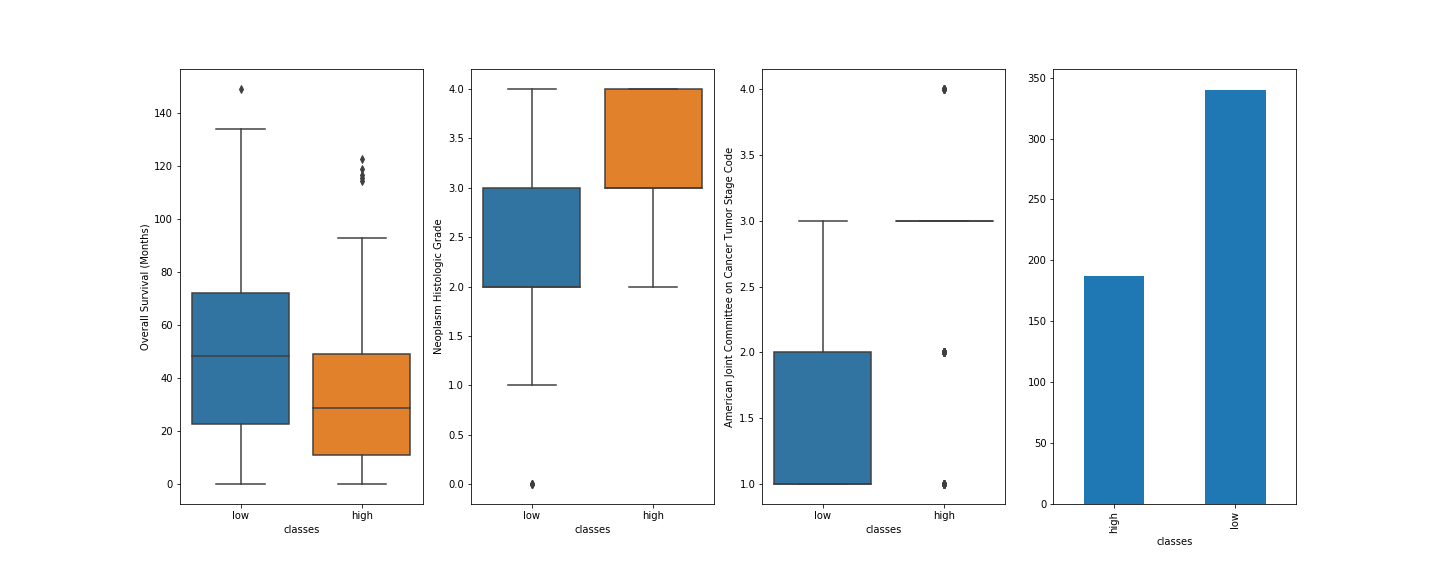 Overall Survival (Months)
140
120
100
80
60
40
20
0
low
high
classes
Neoplasm Histologic Grade
4.0
3.5
3.0
2.5
2.0
1.5
1.0
0.5
0.0
low
high
classes
American Joint Committee on Cancer Tumor Stage Code
4.0
3.5
3.0
2.5
2.0
1.5
1.0
low
high
classes
350
300
250
200
150
100
50
0
high
low
classes